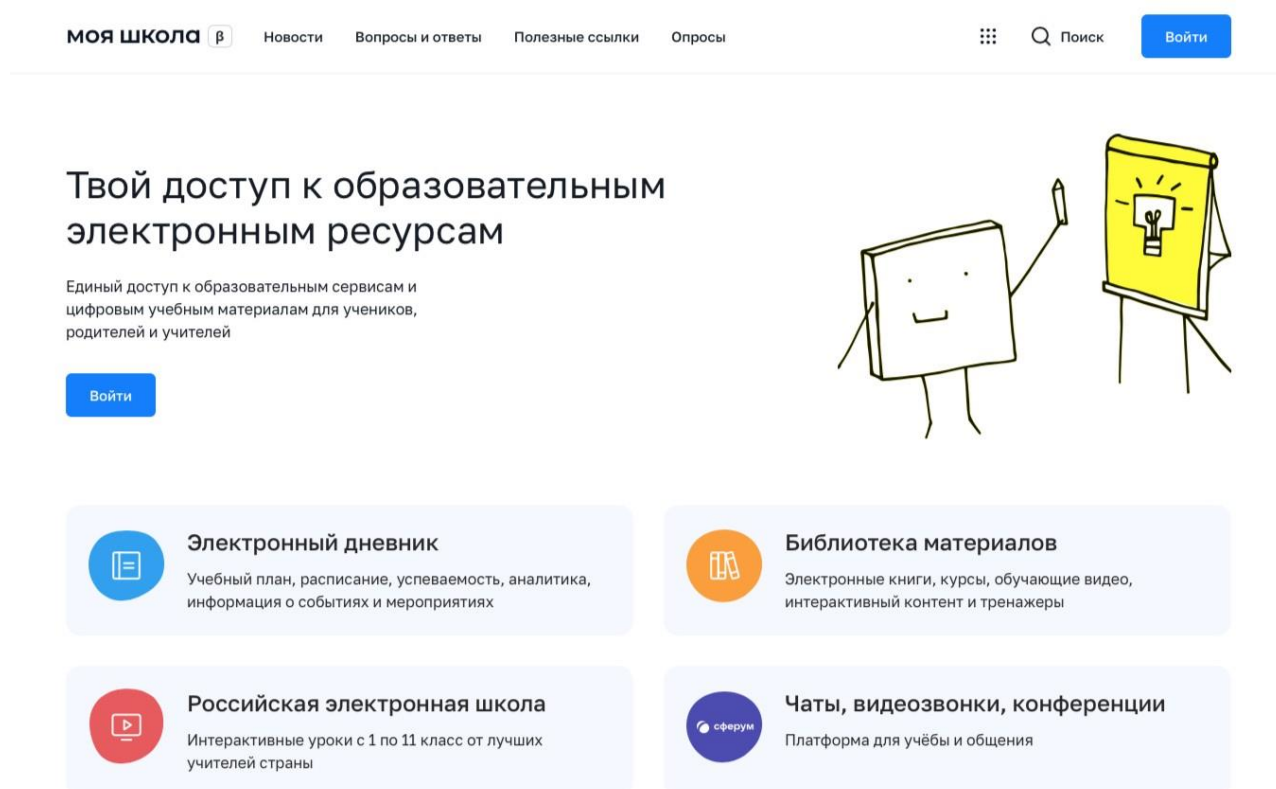 моя школа β Новости Вопросы и ответы Полезные ссылки Опросы Поиск Войти
Твой доступ к образовательным
электронным ресурсам
Единый доступ к образовательным сервисам и
цифровым учебным материалам для учеников,
родителей и учителей
Войти
Электронный дневник
Учебный план, расписание, успеваемость, аналитика,
информация о событиях и мероприятиях
Библиотека материалов
Электронные книги, курсы, обучающие видео,
интерактивный контент и тренажеры
Российская электронная школа
Интерактивные уроки с 1 по 11 класс от лучших
учителей страны
сферум
Чаты, видеозвонки, конференции
Платформа для учёбы и общения